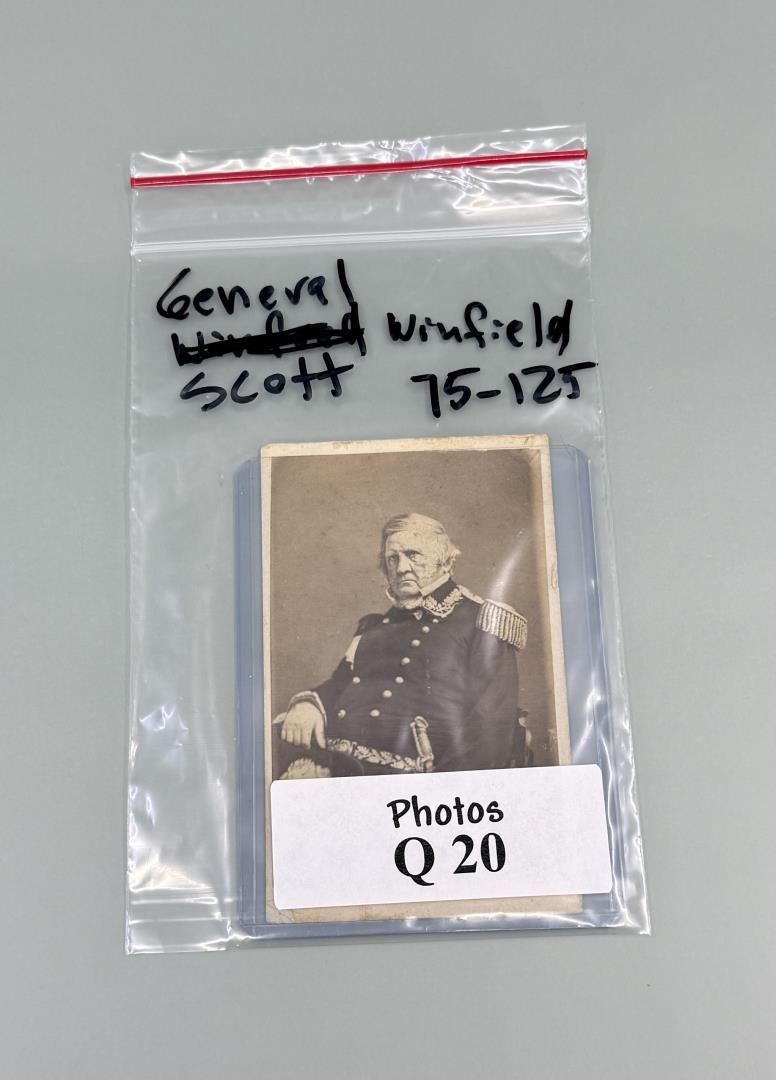 General
Winfield
Scott 75-125
Photos
Q 20